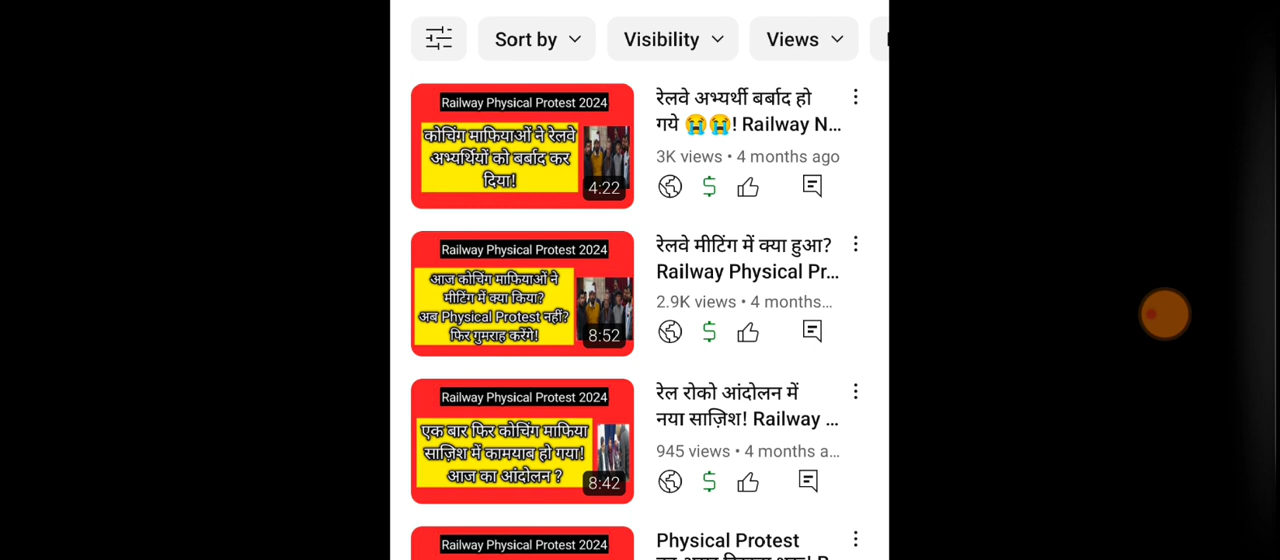 Sort by
Visibility
Views
Railway Physical Protest 2024
कोचिंग माफियाओं ने रेलवे
अभ्यर्थियों को बर्बाद कर
दिया!
4:22
रेलवे अभ्यर्थी बर्बाद हो
गये 😭😭! Railway N...
3K views • 4 months ago
Railway Physical Protest 2024
आज कोचिंग माफियाओं ने
मीटिंग में क्या किया?
अब Physical Protest नहीं?
फिर गुमराह करेंगे!
8:52
रेलवे मीटिंग में क्या हुआ?
Railway Physical Pr...
2.9K views • 4 months...
Railway Physical Protest 2024
एक बार फिर कोचिंग माफिया
साज़िश में कामयाब हो गया!
आज का आंदोलन ?
8:42
रेल रोको आंदोलन में
नया साज़िश! Railway ...
945 views • 4 months a...
Railway Physical Protest 2024
Physical Protest